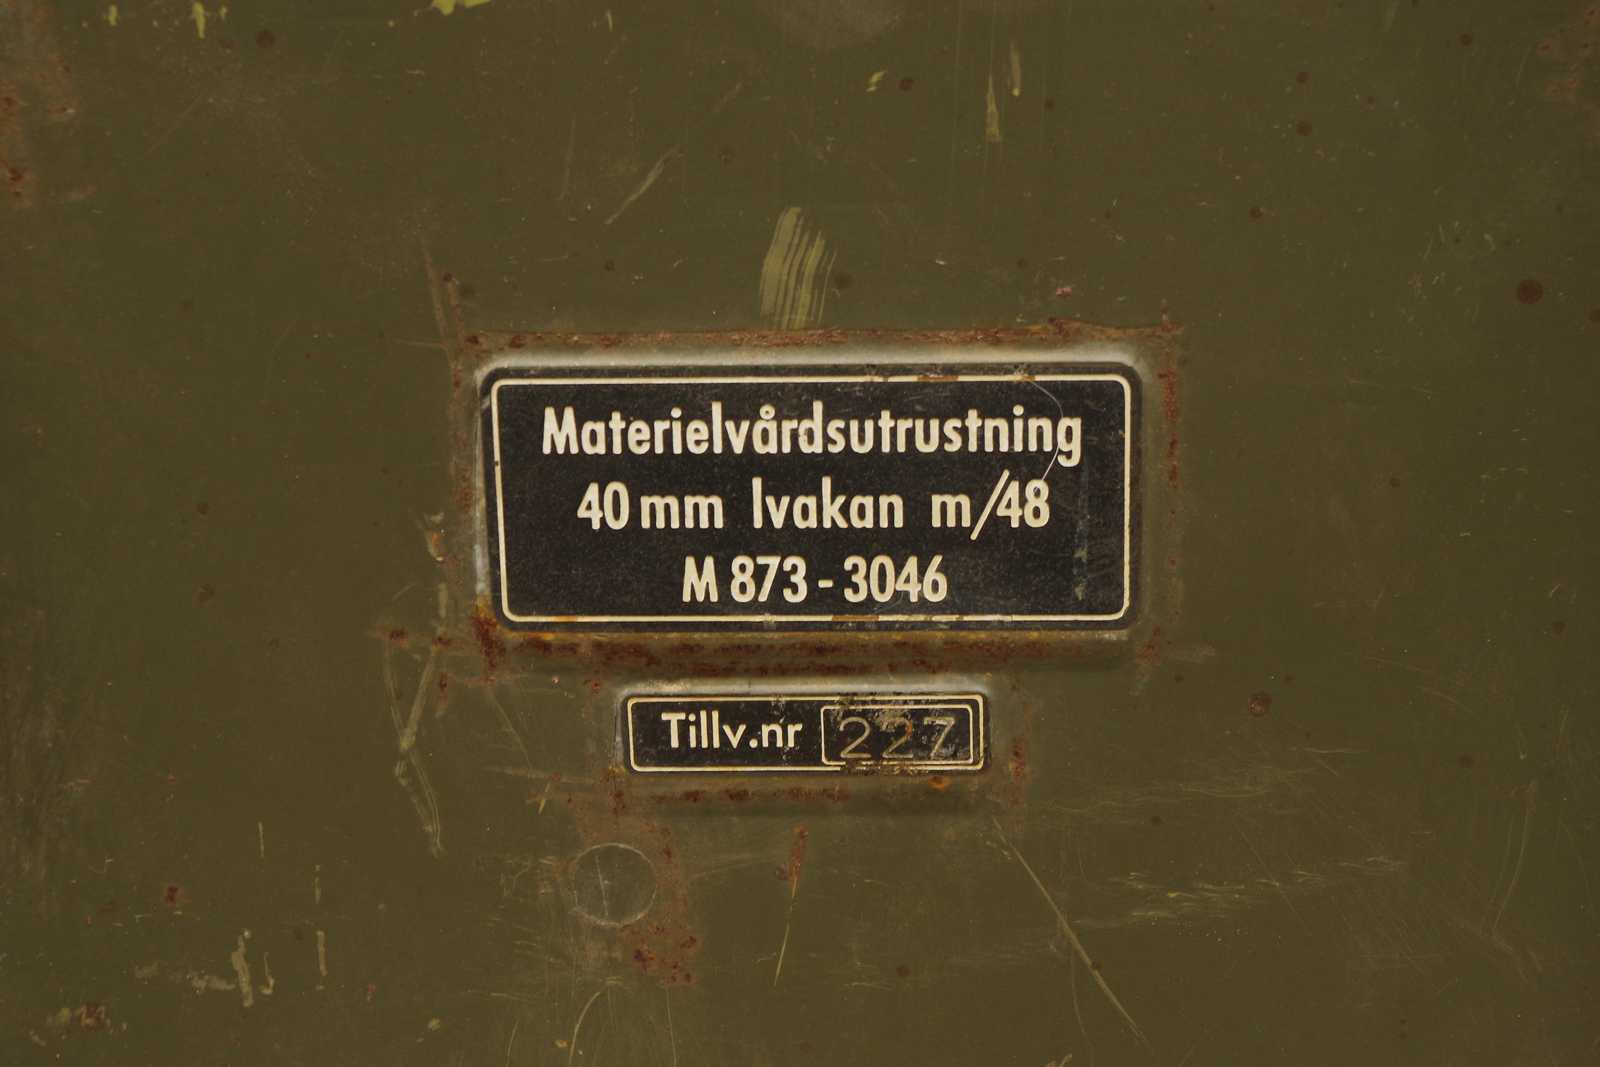 Materielvårdsutrustning
40 mm lvakan m/48
M 873-3046
Tillv.nr 227